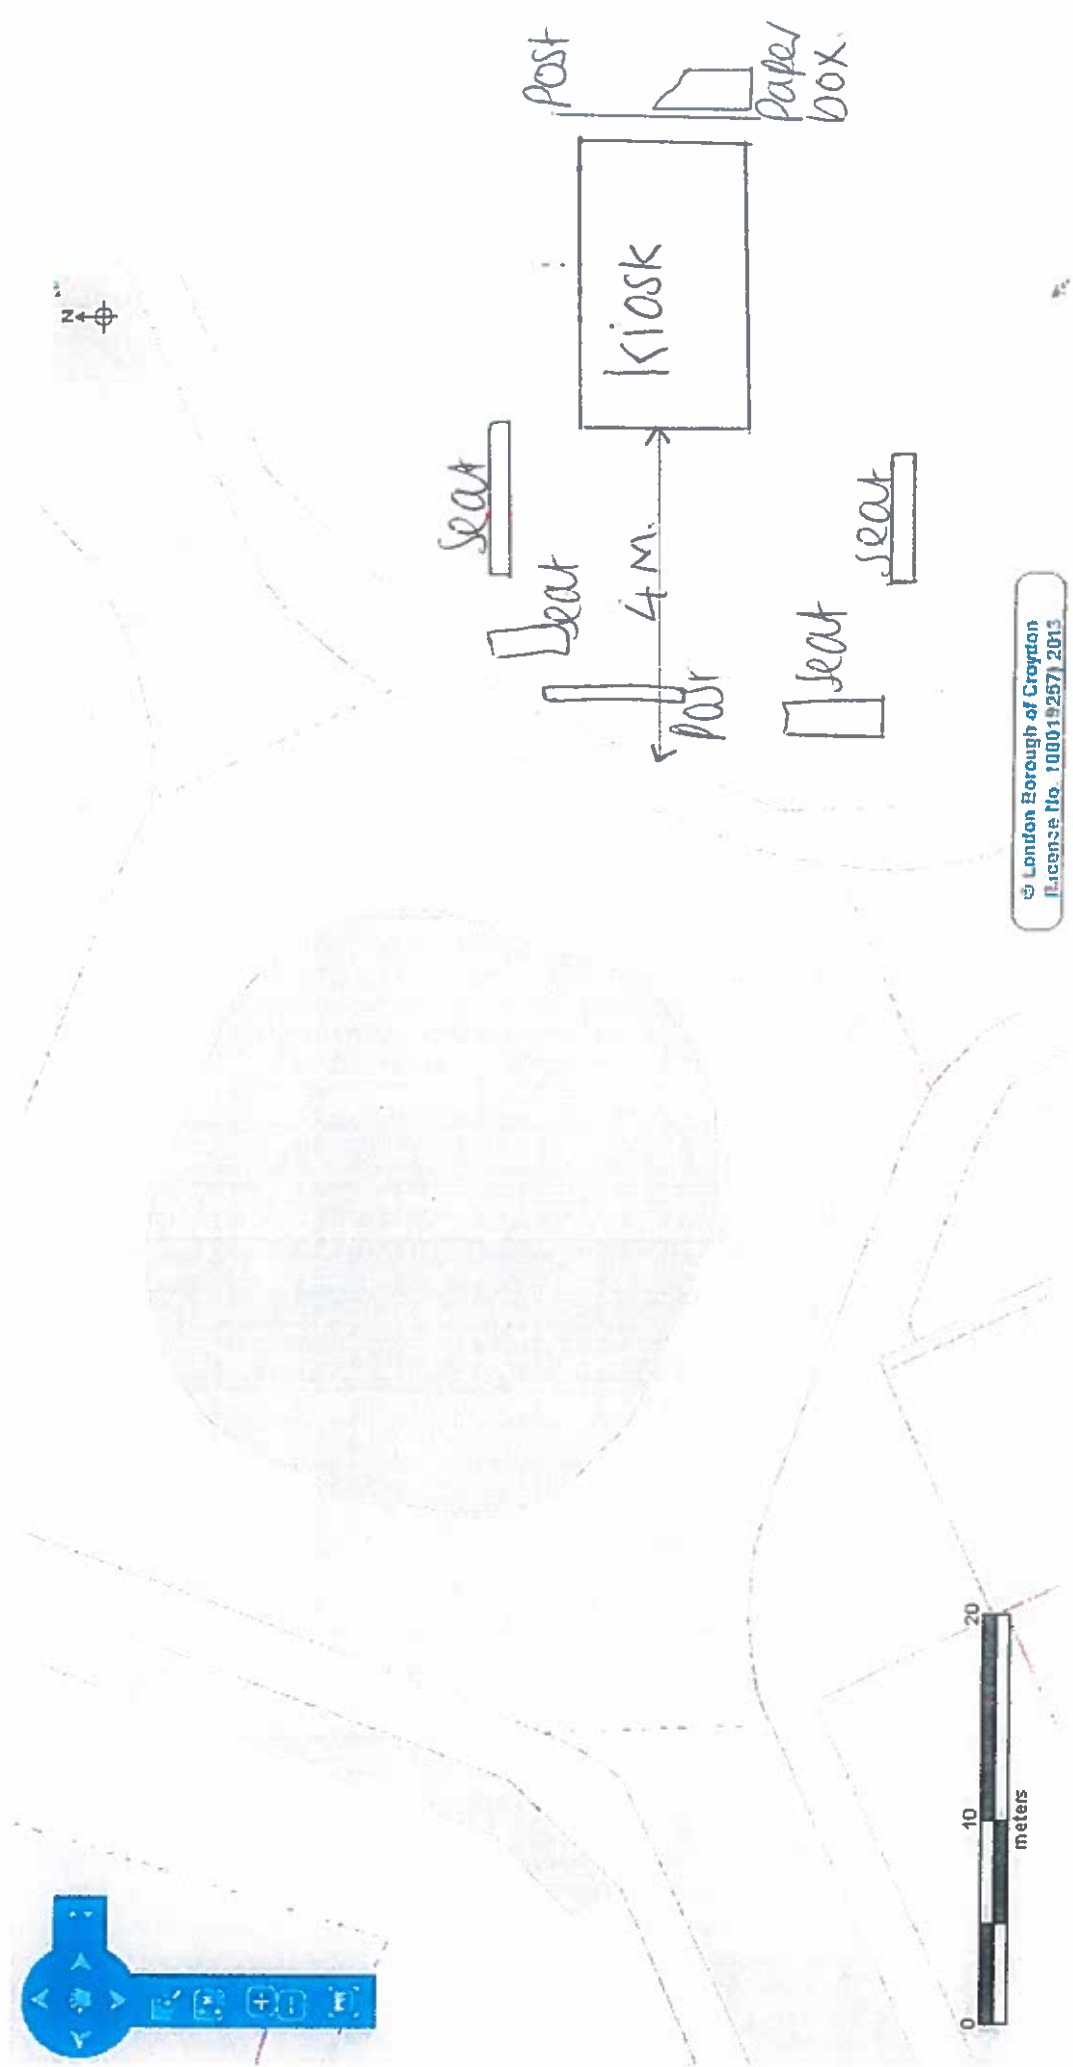 N
Post
Paper
box.
Kiosk
Seat
Seat
4 M.
Post
Seat
Seat
© London Borough of Croydon
(Licence No. 100019257) 2013
0 10 20
meters